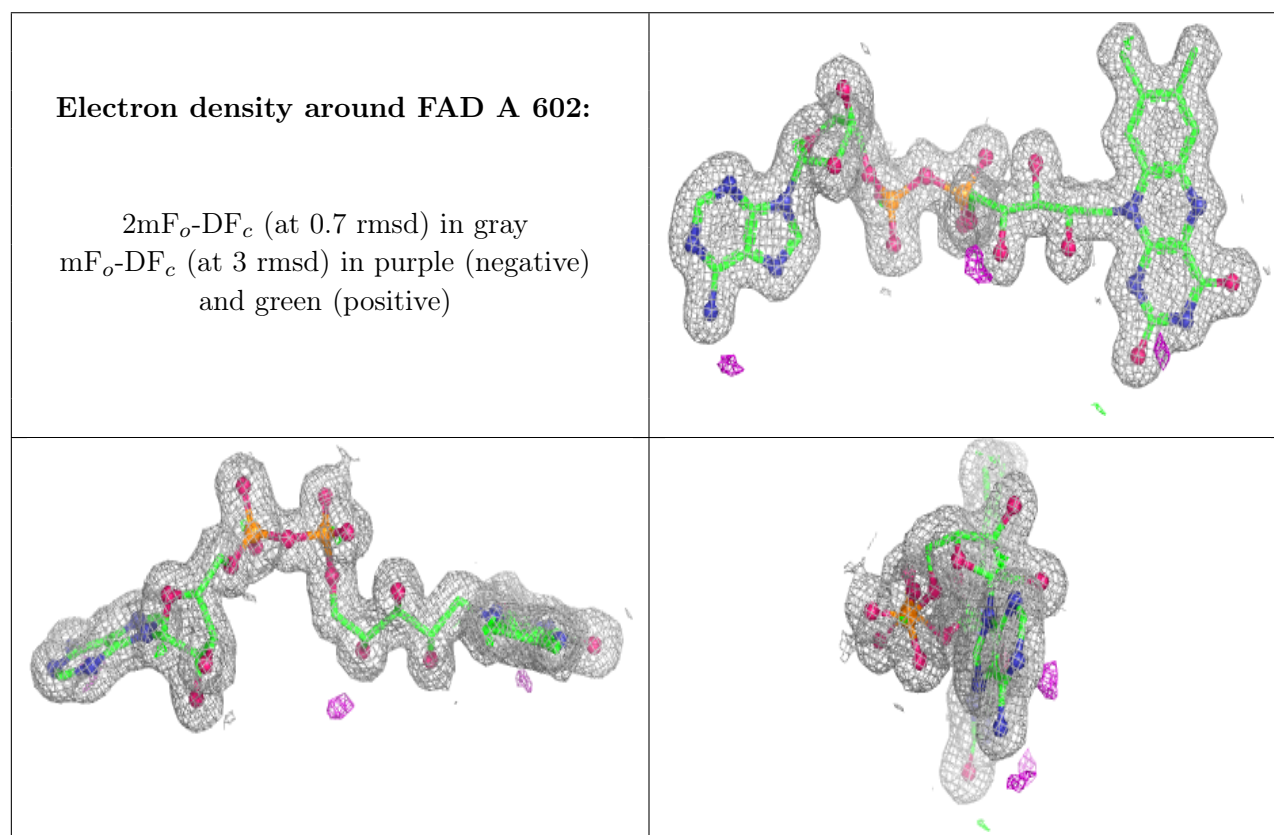 Electron density around FAD A 602:
2mFo-DFc (at 0.7 rmsd) in gray
mFo-DFc (at 3 rmsd) in purple (negative)
and green (positive)